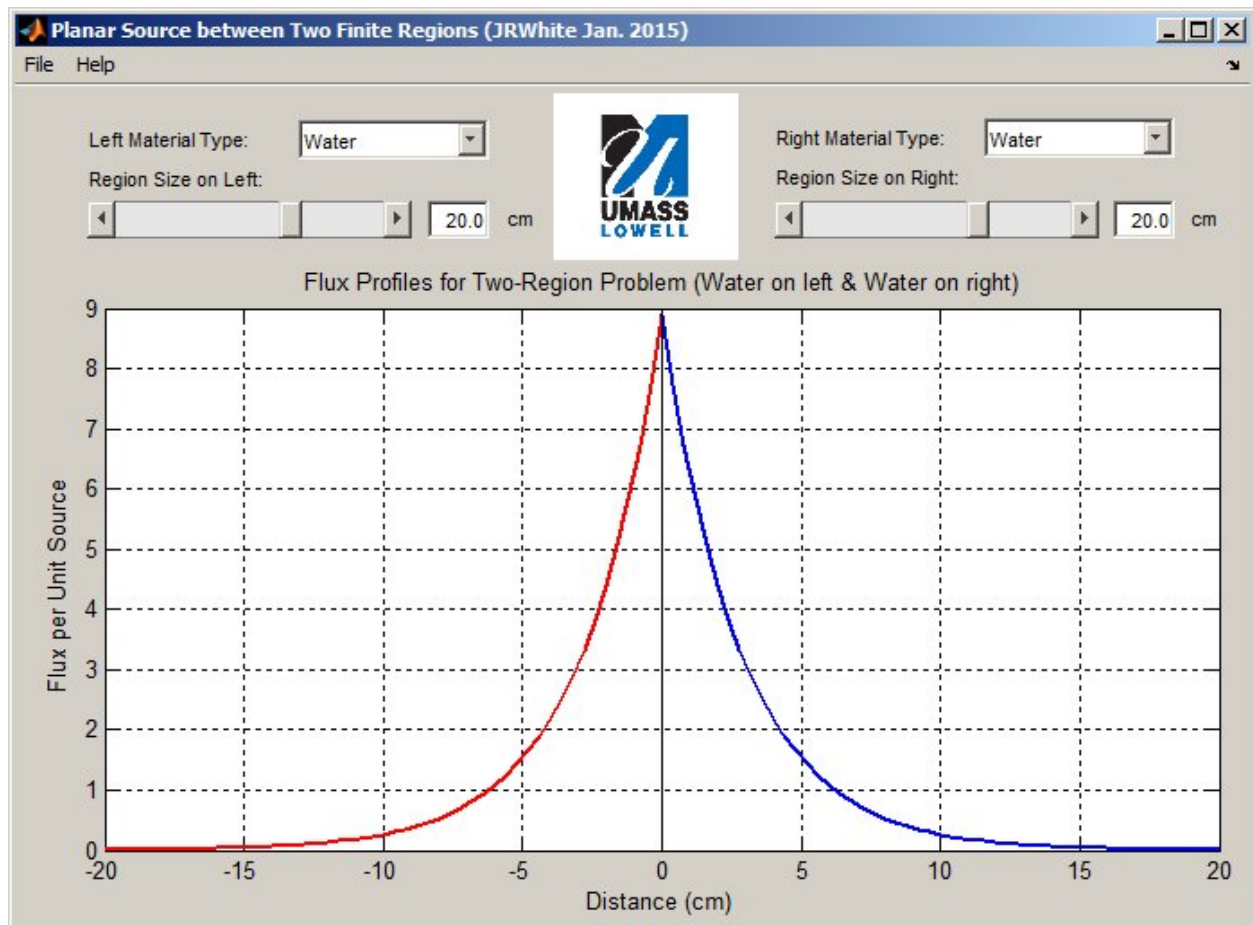 Planar Source between Two Finite Regions (JRWhite Jan. 2015)
File Help
Left Material Type: Water
Region Size on Left:
20.0 cm
UMASS
LOWELL
Right Material Type: Water
Region Size on Right:
20.0 cm
Flux Profiles for Two-Region Problem (Water on left & Water on right)
Flux per Unit Source
9
8
7
6
5
4
3
2
1
0
-20 -15 -10 -5 0 5 10 15 20
Distance (cm)